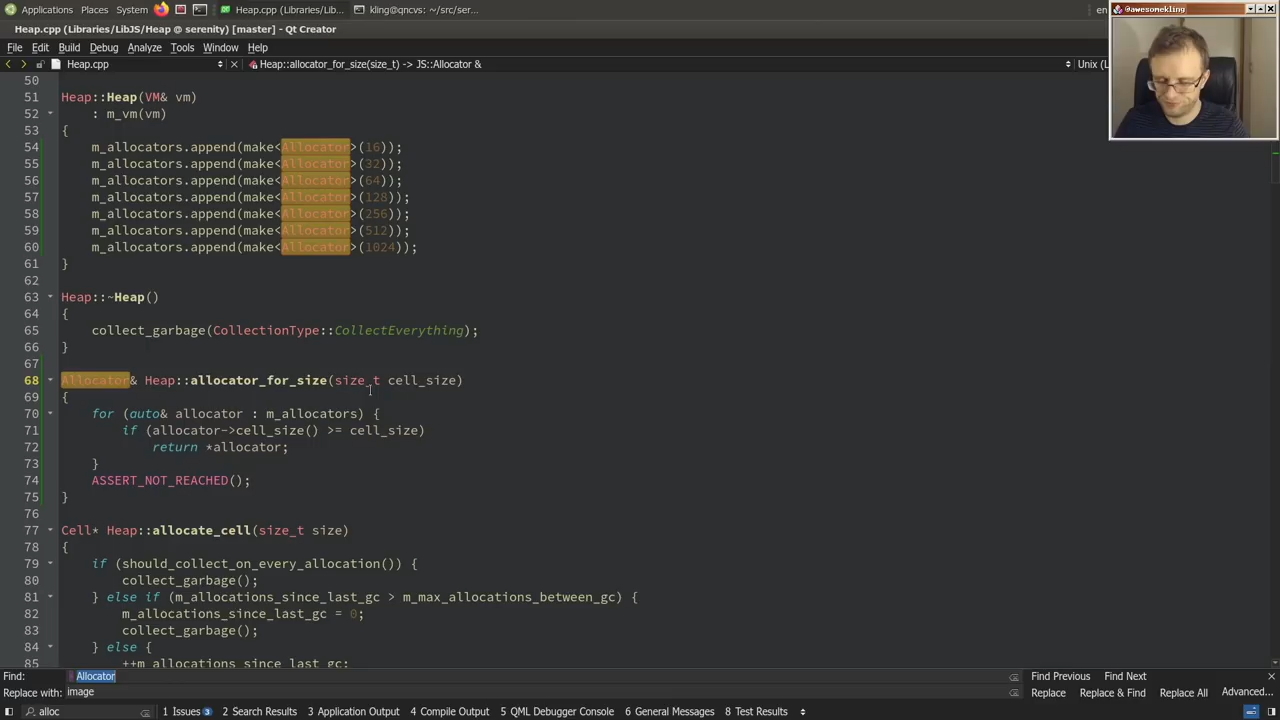 Applications Places System Heap.cpp (Libraries/Lib... kling@qncvs: ~/src/ser... en @awesomekling
Heap.cpp (Libraries/LibJS/Heap @ serenity) [master] - Qt Creator
File Edit Build Debug Analyze Tools Window Help
Heap.cpp Heap::allocator_for_size(size_t) -> JS::Allocator & Unix (L
50
51 Heap::Heap(VM& vm)
52 : m_vm(vm)
53 {
54 m_allocators.append(make<Allocator>(16));
55 m_allocators.append(make<Allocator>(32));
56 m_allocators.append(make<Allocator>(64));
57 m_allocators.append(make<Allocator>(128));
58 m_allocators.append(make<Allocator>(256));
59 m_allocators.append(make<Allocator>(512));
60 m_allocators.append(make<Allocator>(1024));
61 }
62
63 Heap::~Heap()
64 {
65 collect_garbage(CollectionType::CollectEverything);
66 }
67
68 Allocator& Heap::allocator_for_size(size_t cell_size)
69 {
70 for (auto& allocator : m_allocators) {
71 if (allocator->cell_size() >= cell_size)
72 return *allocator;
73 }
74 ASSERT_NOT_REACHED();
75 }
76
77 Cell* Heap::allocate_cell(size_t size)
78 {
79 if (should_collect_on_every_allocation()) {
80 collect_garbage();
81 } else if (m_allocations_since_last_gc > m_max_allocations_between_gc) {
82 m_allocations_since_last_gc = 0;
83 collect_garbage();
84 } else {
85 ++m_allocations_since_last_gc;
Find: Allocator Find Previous Find Next
Replace with: image Replace Replace & Find Replace All Advanced...
alloc 1 Issues 3 2 Search Results 3 Application Output 4 Compile Output 5 QML Debugger Console 6 General Messages 8 Test Results